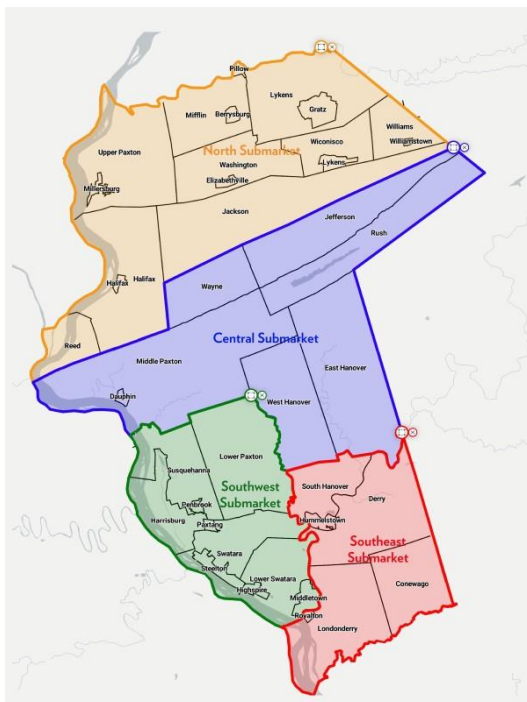 Pillow
Lykens
Gratz
Mifflin
Berrysburg
Williams
Upper Paxton
North Submarket
Wiconisco
Williamstown
Washington
Lykens
Millersburg
Elizabethville
Jackson
Jefferson
Rush
Halifax
Halifax
Wayne
Reed
Central Submarket
Middle Paxton
East Hanover
Dauphin
West Hanover
Lower Paxton
Susquehanna
Southwest
Submarket
South Hanover
Derry
Penbrook
Harrisburg
Paxtang
Hummelstown
Southeast
Submarket
Swatara
Steelton
Lower Swatara
Highspire
Conewago
Middletown
Royalton
Londonderry